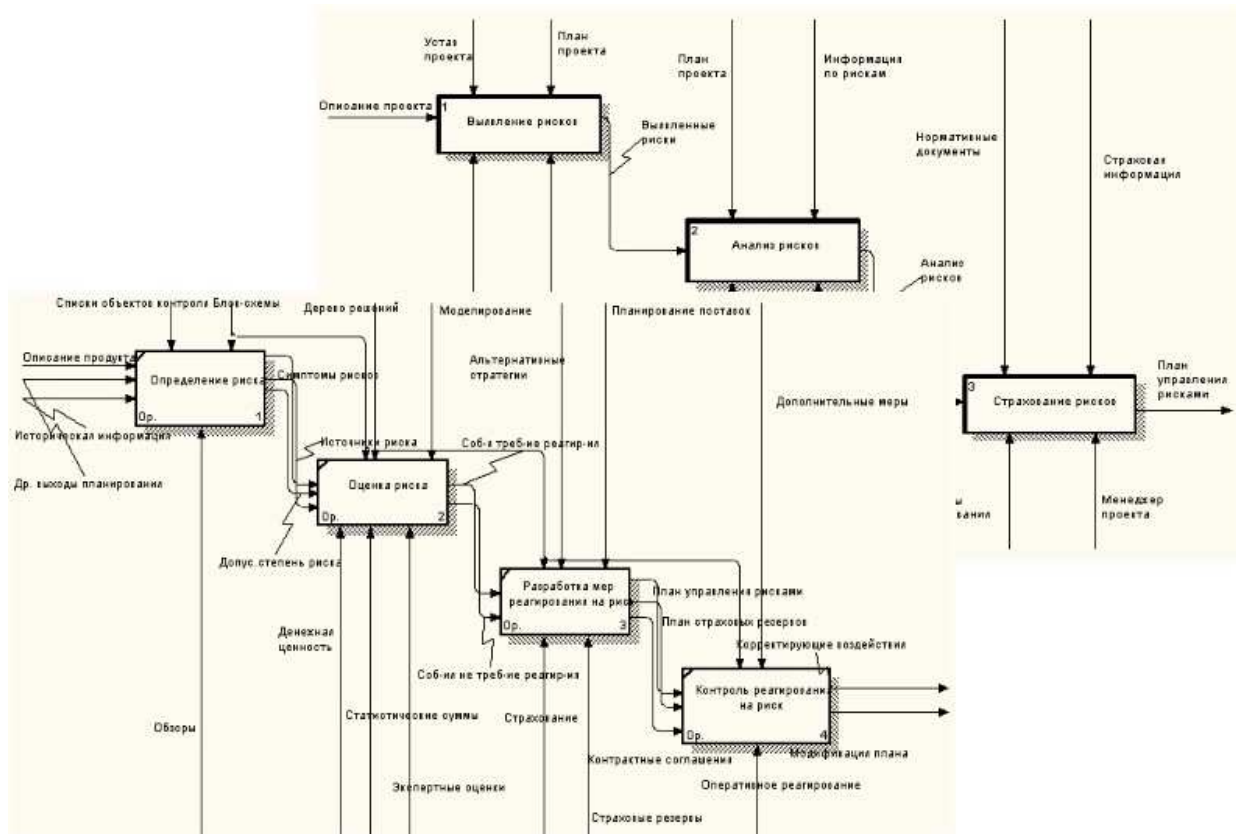 Устав
проекта
План
проекта
План
проекта
Информация
по рискам
Описание проекта
1
Выявление рисков
Выявленные
риски
Нормативные
документы
Страховая
информация
2
Анализ рисков
Анализ
рисков
Списки объектов контроля
Блок-схемы
Дерево решений
Моделирование
Планирование поставок
Описание продукта
Определение риска
Ор.
1
Симптомы рисков
Альтернативные
стратегии
План
управления
рисками
3
Страхование рисков
Дополнительные меры
Историческая информация
Источники риска
Соб-я треб-ие реагир-ия
Др. выходы планирования
Оценка риска
Ор.
2
ы
вания
Менеджер
проекта
Допус.степень риска
Разработка мер
реагирования на рис
Ор.
3
План управления рисками
План страховых резервов
Денежная
ценность
Корректирующие воздействия
Соб-ия не треб-ие реагир-ия
Контроль реагировани
на риск
Ор.
4
Обзоры
Статистические суммы
Страхование
Модификации плана
Контрактные соглашения
Экспертные оценки
Оперативное реагирование
Страховые резервы